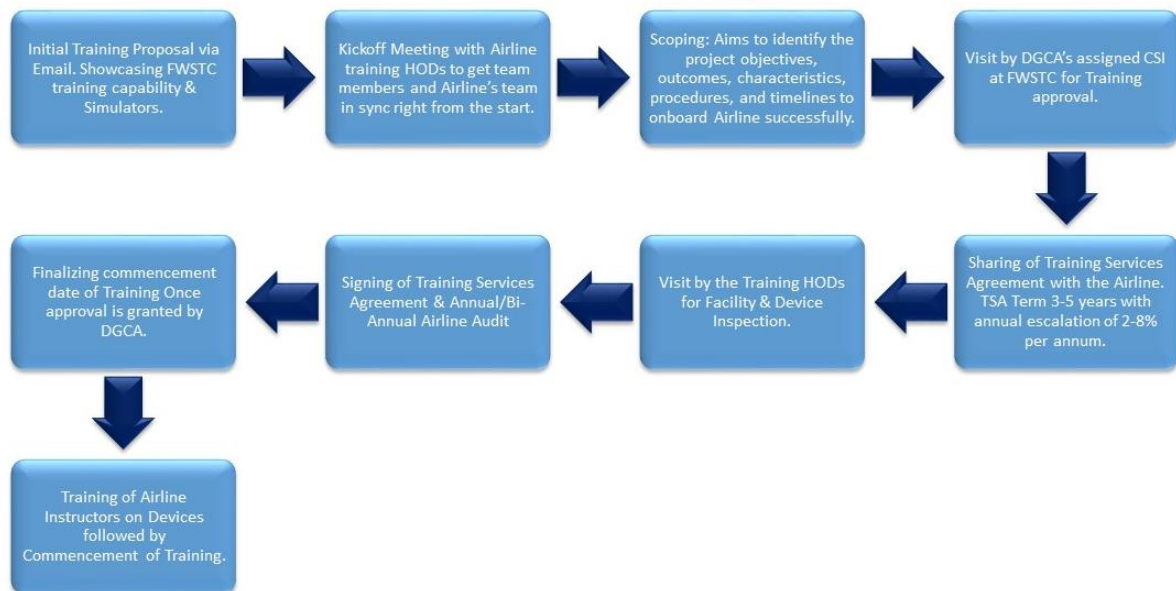 Initial Training Proposal via
Email. Showcasing FWSTC
training capability &
Simulators.
Kickoff Meeting with Airline
training HODs to get team
members and Airline's team
in sync right from the start.
Scoping: Aims to identify the
project objectives,
outcomes, characteristics,
procedures, and timelines to
onboard Airline successfully.
Visit by DGCA's assigned CSI
at FWSTC for Training
approval.
Sharing of Training Services
Agreement with the Airline.
TSA Term 3-5 years with
annual escalation of 2-8%
per annum.
Visit by the Training HODs
for Facility & Device
Inspection.
Signing of Training Services
Agreement & Annual/Bi-
Annual Airline Audit
Finalizing commencement
date of Training Once
approval is granted by
DGCA.
Training of Airline
Instructors on Devices
followed by
Commencement of Training.